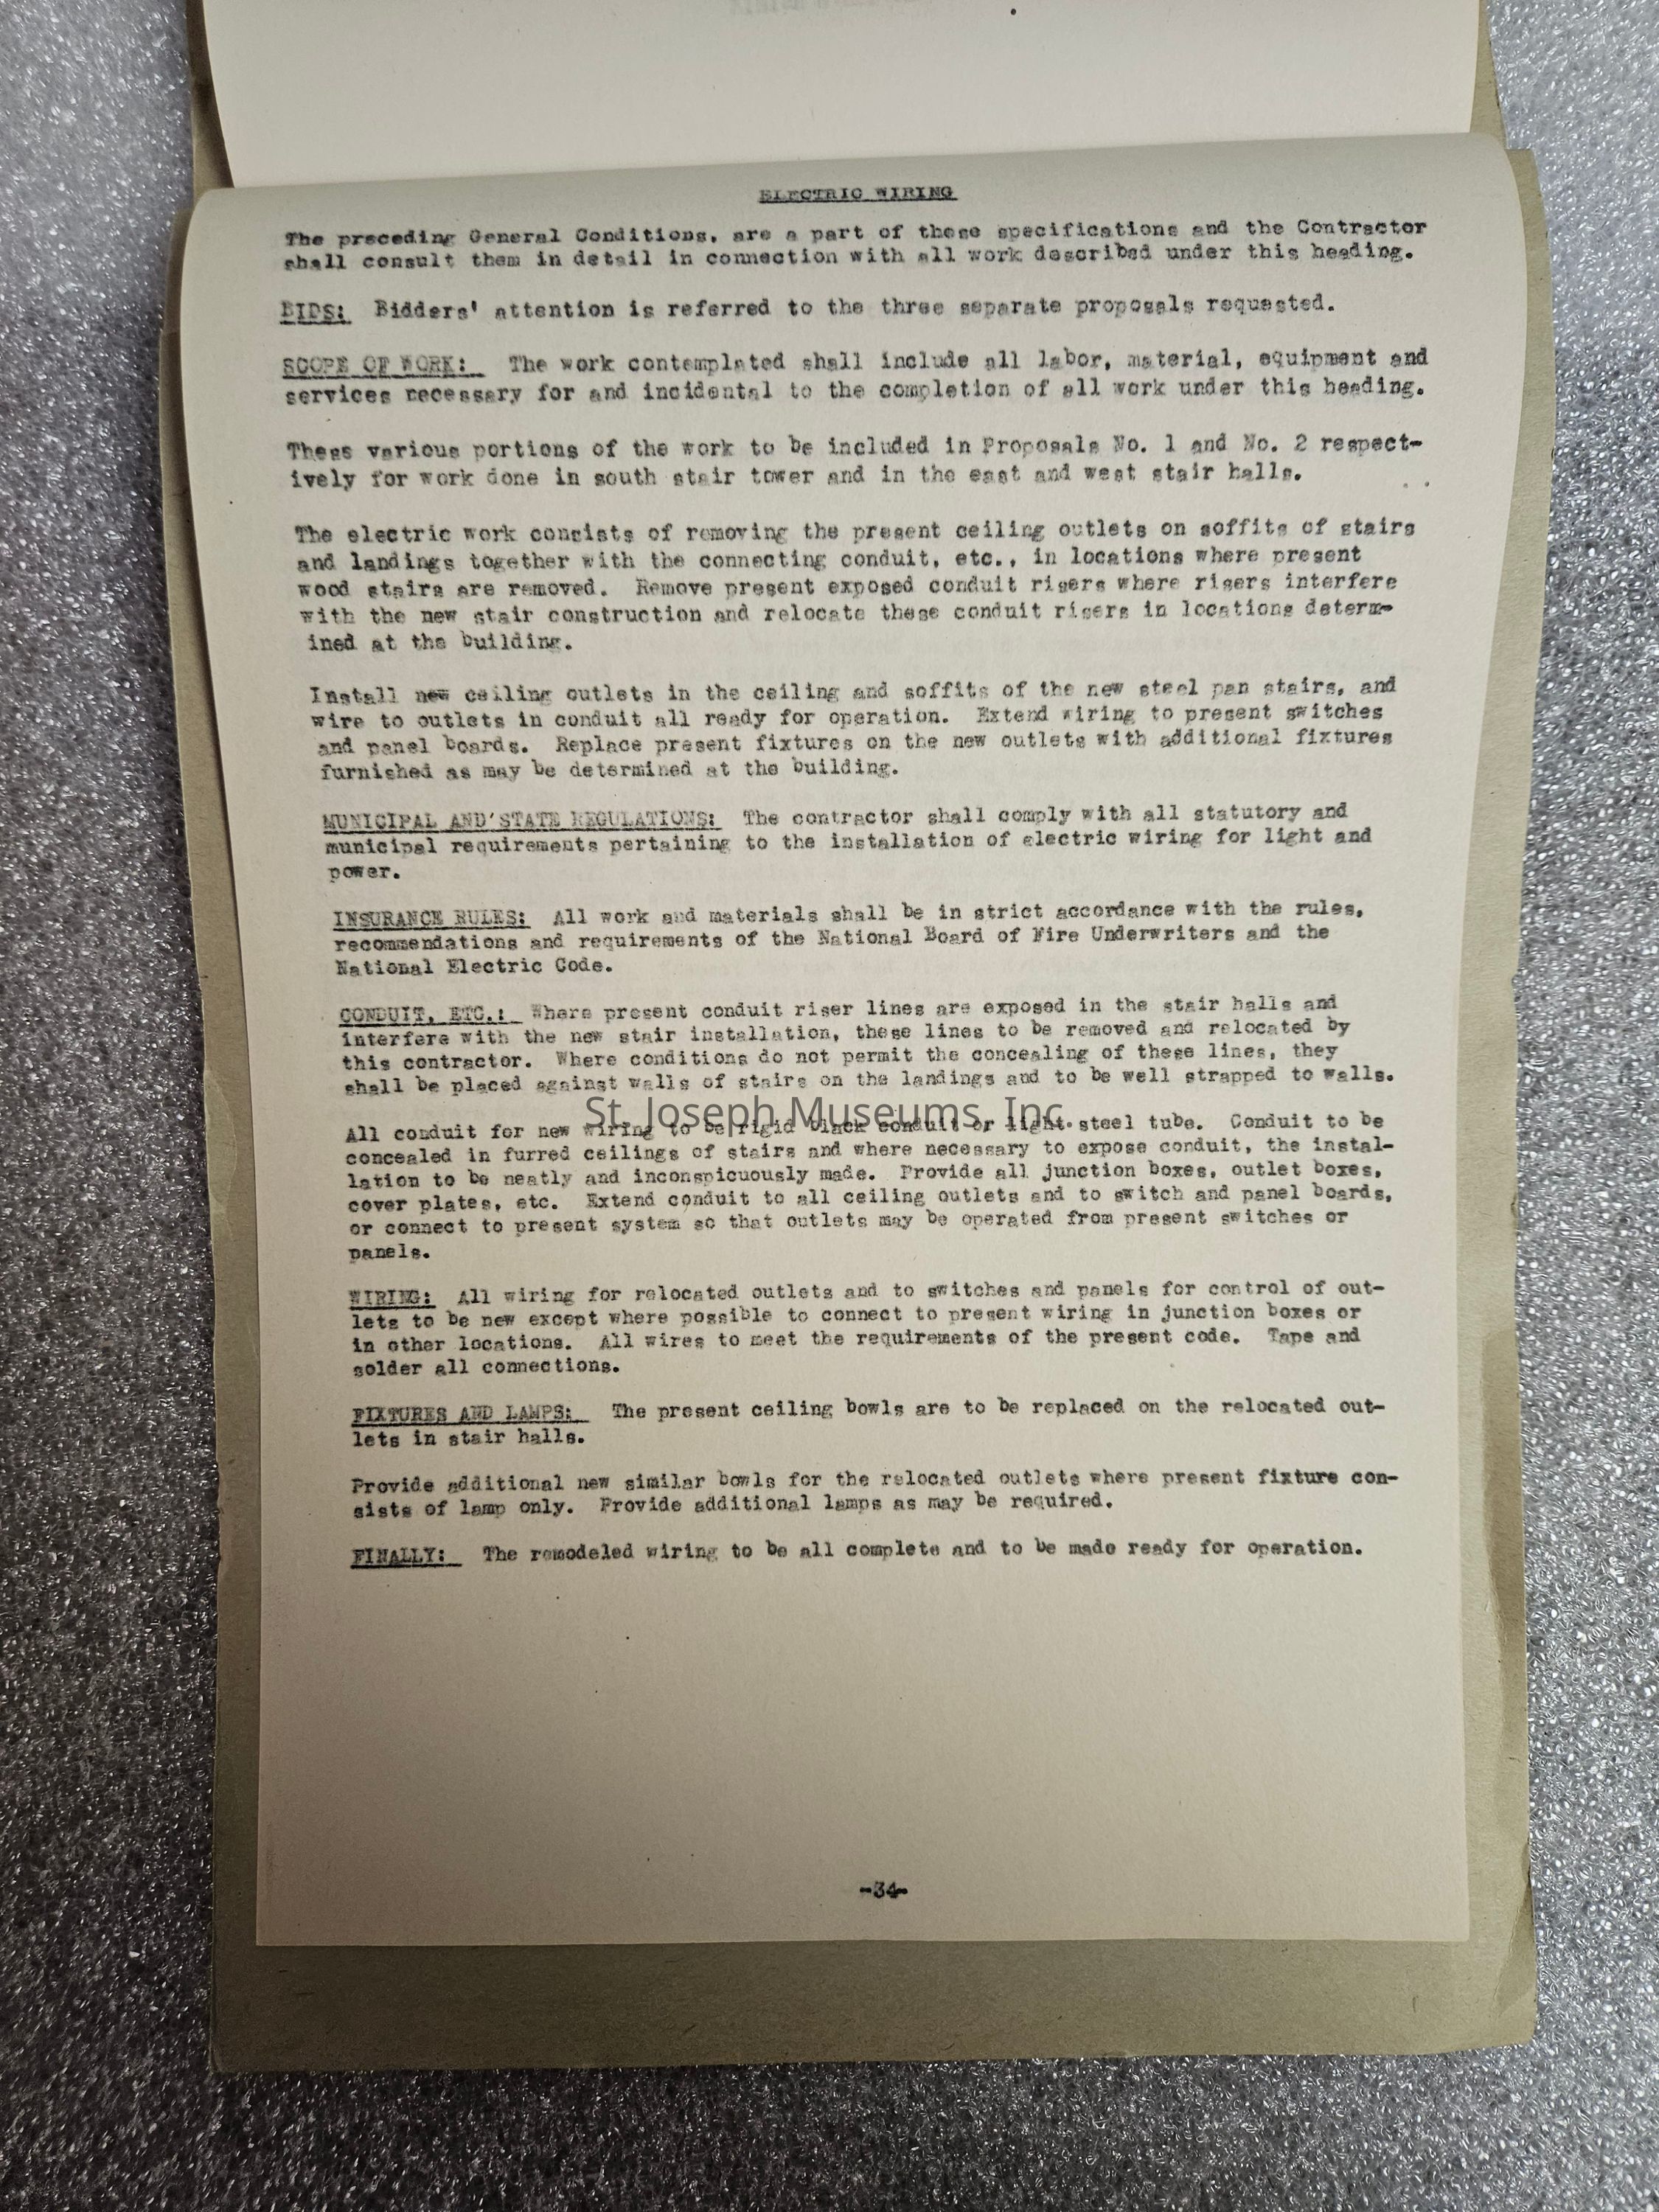 ELECTRIC WIRING
The preceding General Conditions, are a part of these specifications and the Contractor
shall consult them in detail in connection with all work described under this heading.
BIDS: Bidders' attention is referred to the three separate proposals requested.
SCOPE OF WORK: The work contemplated shall include all labor, material, equipment and
services necessary for and incidental to the completion of all work under this heading.
These various portions of the work to be included in Proposals No. 1 and No. 2 respect-
ively for work done in south stair tower and in the east and west stair halls.
The electric work consists of removing the present ceiling outlets on soffits of stairs
and landings together with the connecting conduit, etc., in locations where present
wood stairs are removed. Remove present exposed conduit risers where risers interfere
with the new stair construction and relocate these conduit risers in locations determ-
ined at the building.
Install new ceiling outlets in the ceiling and soffits of the new steel pan stairs, and
wire to outlets in conduit all ready for operation. Extend wiring to present switches
and panel boards. Replace present fixtures on the new outlets with additional fixtures
furnished as may be determined at the building.
MUNICIPAL AND STATE REGULATIONS: The contractor shall comply with all statutory and
municipal requirements pertaining to the installation of electric wiring for light and
power.
INSURANCE RULES: All work and materials shall be in strict accordance with the rules,
recommendations and requirements of the National Board of Fire Underwriters and the
National Electric Code.
CONDUIT, ETC.: Where present conduit riser lines are exposed in the stair halls and
interfere with the new stair installation, these lines to be removed and relocated by
this contractor. Where conditions do not permit the concealing of these lines, they
shall be placed against walls of stairs on the landings and to be well strapped to walls.
St. Joseph Museums, Inc.
All conduit for new wiring to be rigid black conduit or light steel tube. Conduit to be
concealed in furred ceilings of stairs and where necessary to expose conduit, the instal-
lation to be neatly and inconspicuously made. Provide all junction boxes, outlet boxes,
cover plates, etc. Extend conduit to all ceiling outlets and to switch and panel boards,
or connect to present system so that outlets may be operated from present switches or
panels.
WIRING: All wiring for relocated outlets and to switches and panels for control of out-
lets to be new except where possible to connect to present wiring in junction boxes or
in other locations. All wires to meet the requirements of the present code. Tape and
solder all connections.
FIXTURES AND LAMPS: The present ceiling bowls are to be replaced on the relocated out-
lets in stair halls.
Provide additional new similar bowls for the relocated outlets where present fixture con-
sists of lamp only. Provide additional lamps as may be required.
FINALLY: The remodeled wiring to be all complete and to be made ready for operation.
-34-